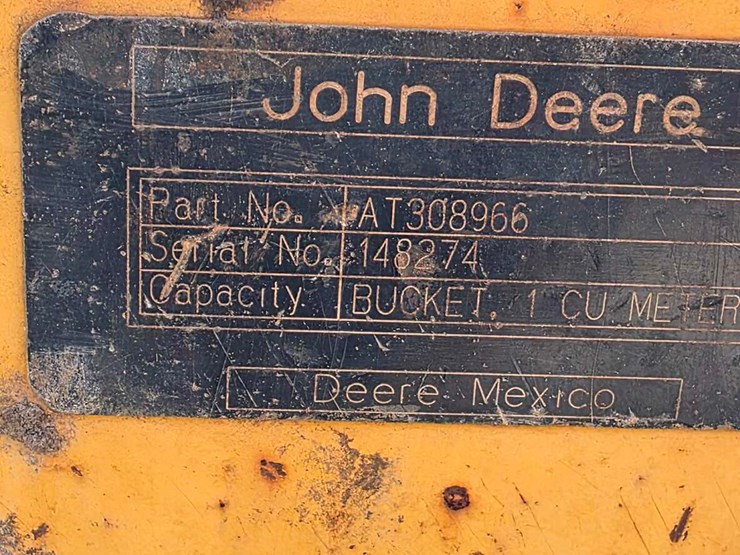 John Deere
Part No. AT308966
Serial No. 148274
Capacity BUCKET, 1 CU METER
Deere Mexico